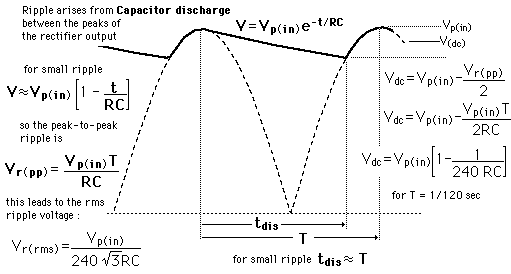 Ripple arises from Capacitor discharge
between the peaks of
the rectifier output
V=Vp(in)e-t/RC
Vp(in)
V(dc)
for small ripple
V≈Vp(in)[1 - t/RC]
so the peak-to-peak
ripple is
Vr(pp)=Vp(in)T/RC
this leads to the rms
ripple voltage :
Vr(rms)=Vp(in)/240 √3RC
Vdc=Vp(in)-Vr(pp)/2
Vdc=Vp(in)-Vp(in)T/2RC
Vdc=Vp(in)[1-1/240 RC]
for T = 1/120 sec
tdis
T
for small ripple tdis≈ T